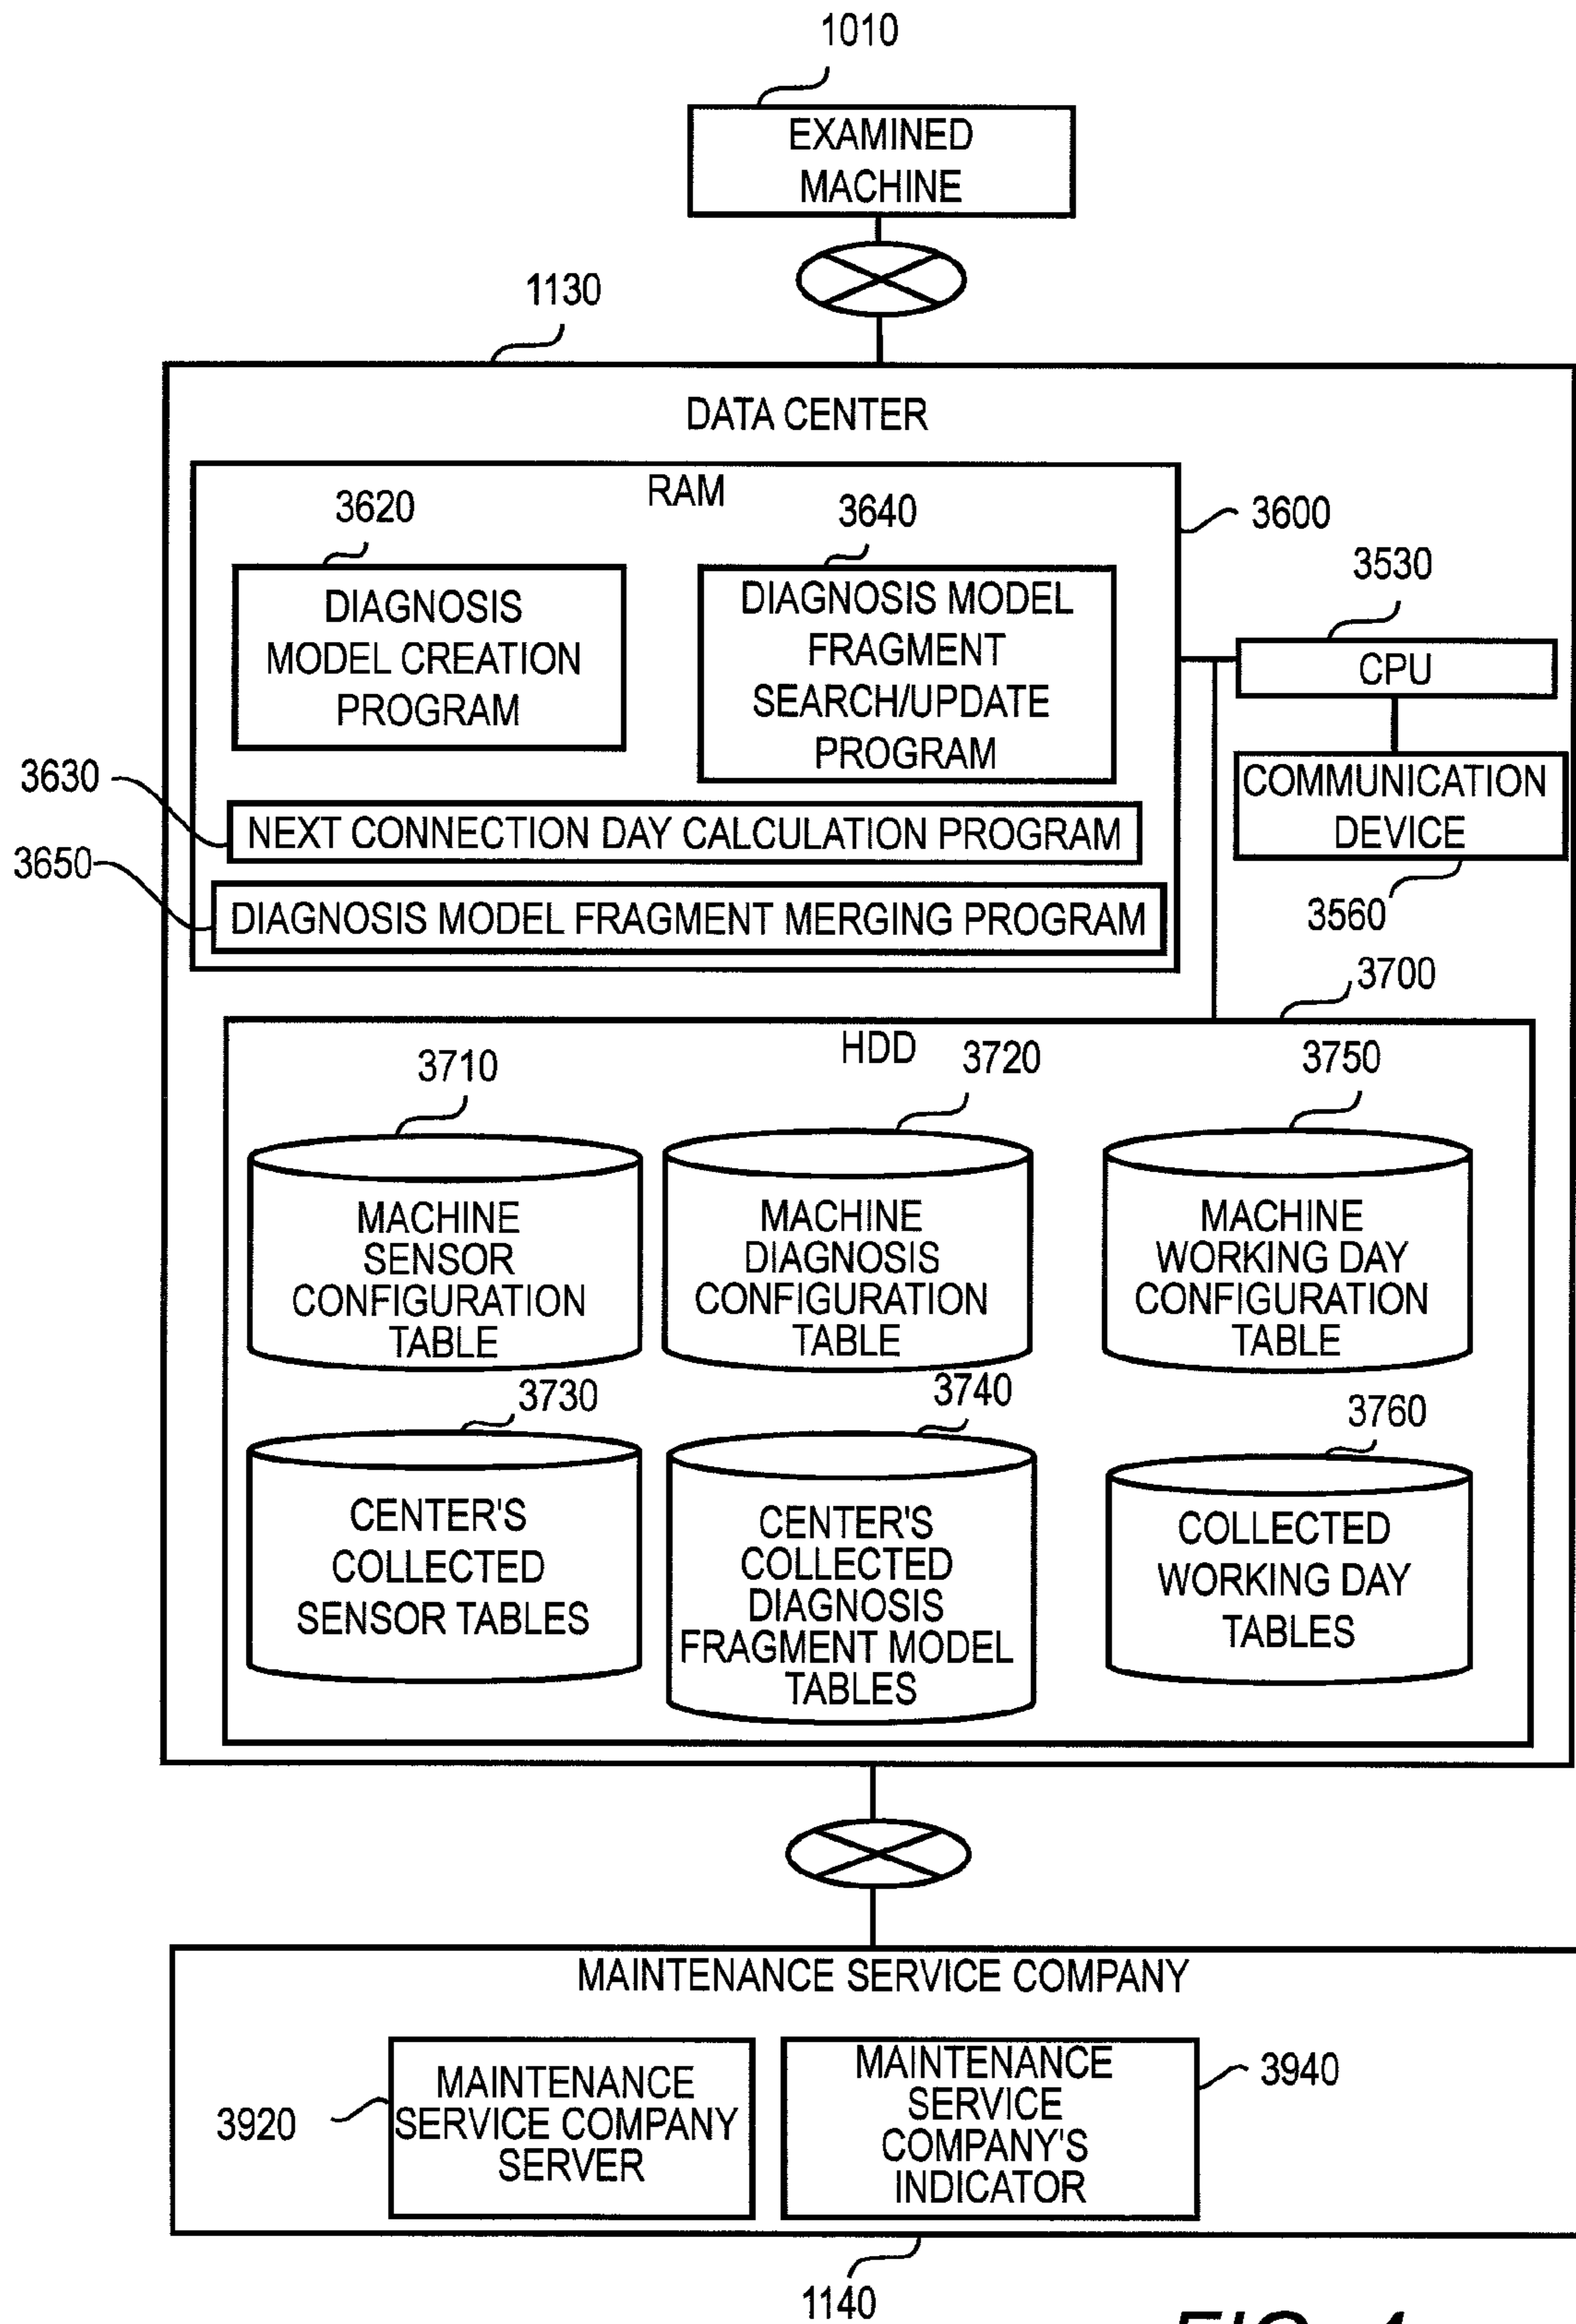 1010
EXAMINED
MACHINE
1130
DATA CENTER
RAM
3600
3620
DIAGNOSIS
MODEL CREATION
PROGRAM
3640
DIAGNOSIS MODEL
FRAGMENT
SEARCH/UPDATE
PROGRAM
3530
CPU
COMMUNICATION
DEVICE
3560
3630
NEXT CONNECTION DAY CALCULATION PROGRAM
3650
DIAGNOSIS MODEL FRAGMENT MERGING PROGRAM
3700
HDD
3710
MACHINE
SENSOR
CONFIGURATION
TABLE
3720
MACHINE
DIAGNOSIS
CONFIGURATION
TABLE
3750
MACHINE
WORKING DAY
CONFIGURATION
TABLE
3730
CENTER'S
COLLECTED
SENSOR TABLES
3740
CENTER'S
COLLECTED
DIAGNOSIS
FRAGMENT MODEL
TABLES
3760
COLLECTED
WORKING DAY
TABLES
MAINTENANCE SERVICE COMPANY
3920
MAINTENANCE
SERVICE COMPANY
SERVER
MAINTENANCE
SERVICE
COMPANY'S
INDICATOR
3940
1140